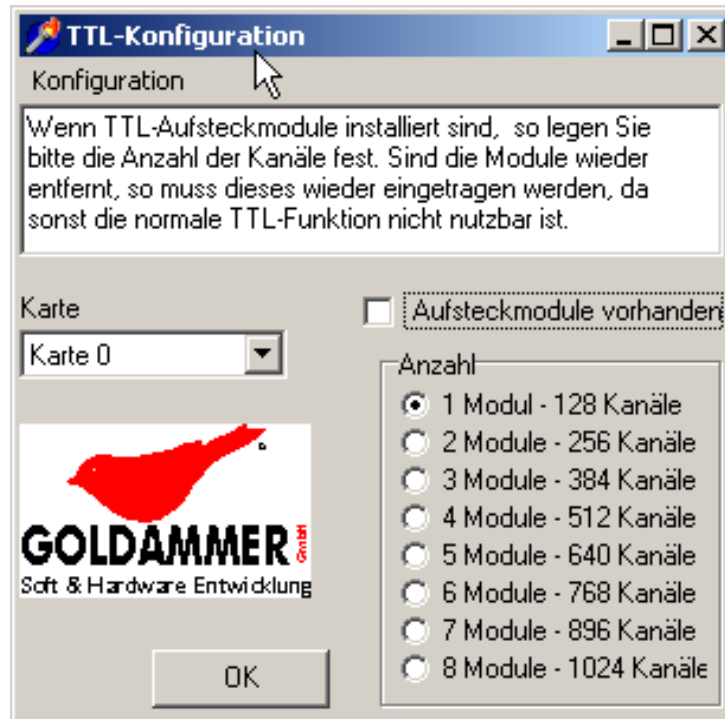 TTL-Konfiguration
Konfiguration
Wenn TTL-Aufsteckmodule installiert sind, so legen Sie
bitte die Anzahl der Kanäle fest. Sind die Module wieder
entfernt, so muss dieses wieder eingetragen werden, da
sonst die normale TTL-Funktion nicht nutzbar ist.
Karte
Karte 0
Aufsteckmodule vorhanden
Anzahl
1 Modul - 128 Kanäle
2 Module - 256 Kanäle
3 Module - 384 Kanäle
4 Module - 512 Kanäle
5 Module - 640 Kanäle
6 Module - 768 Kanäle
7 Module - 896 Kanäle
8 Module - 1024 Kanäle
GOLDAMMER GmbH
Soft & Hardware Entwicklung
OK